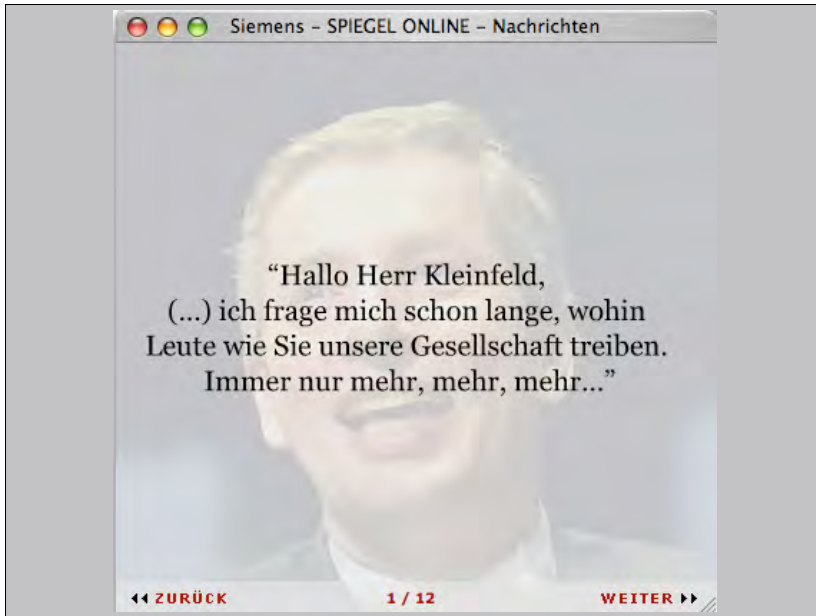 Siemens – SPIEGEL ONLINE – Nachrichten
“Hallo Herr Kleinfeld,
(...) ich frage mich schon lange, wohin
Leute wie Sie unsere Gesellschaft treiben.
Immer nur mehr, mehr, mehr...”
ZURÜCK 1 / 12 WEITER